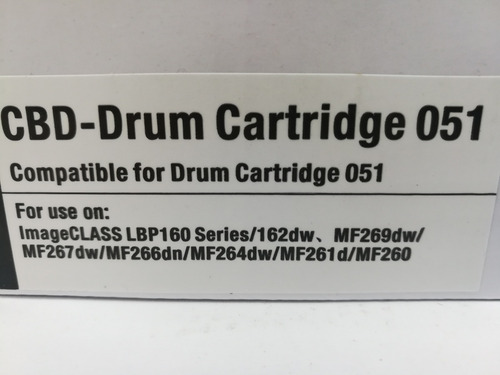 CBD-Drum Cartridge 051
Compatible for Drum Cartridge 051
For use on:
ImageCLASS LBP160 Series/162dw、MF269dw/
MF267dw/MF266dn/MF264dw/MF261d/MF260